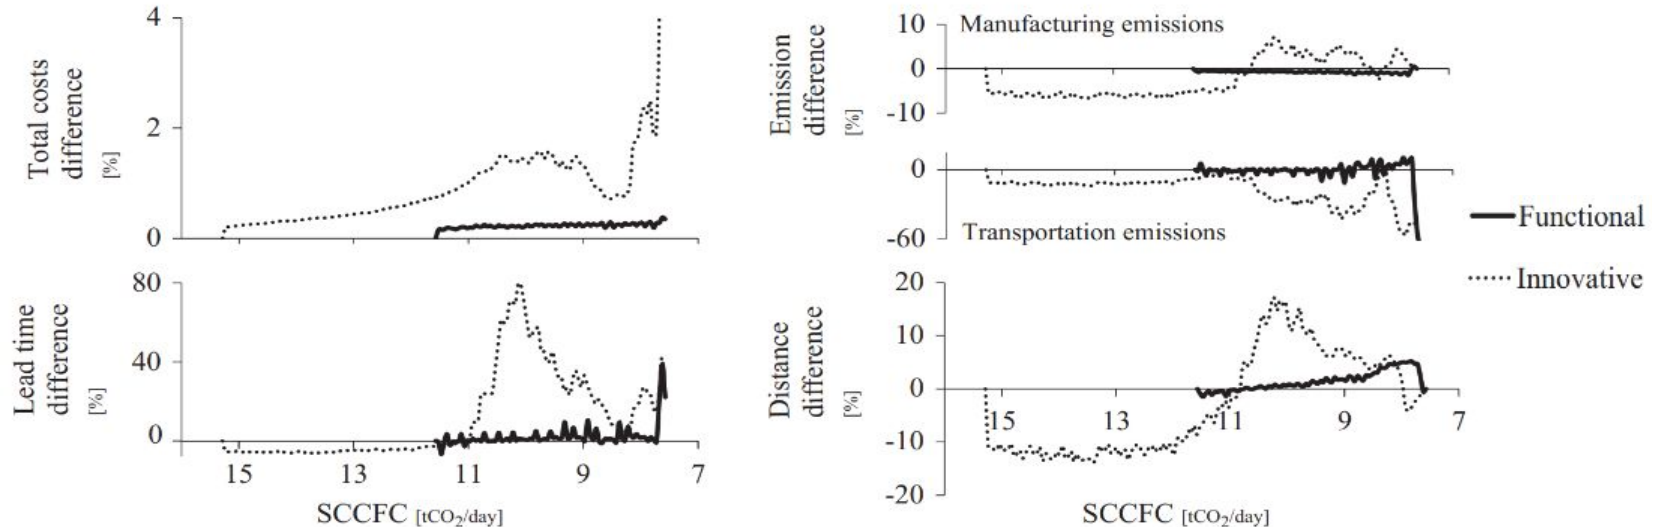 Total costs
difference
[%]
4
2
0
Lead time
difference
[%]
80
40
0
15 13 11 9 7
SCCFC [tCO₂/day]
Emission
difference
[%]
10
Manufacturing emissions
0
-10
0
-60
Transportation emissions
Distance
difference
[%]
20
10
0
15 13 11 9 7
-10
-20
SCCFC [tCO₂/day]
Functional
Innovative